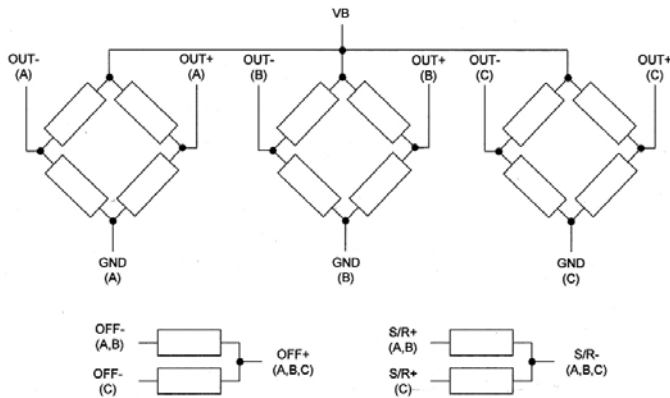 VB
OUT-
(A)
OUT+
(A)
OUT-
(B)
OUT+
(B)
OUT-
(C)
OUT+
(C)
GND
(A)
GND
(B)
GND
(C)
OFF-
(A,B)
OFF-
(C)
OFF+
(A,B,C)
S/R+
(A,B)
S/R+
(C)
S/R-
(A,B,C)